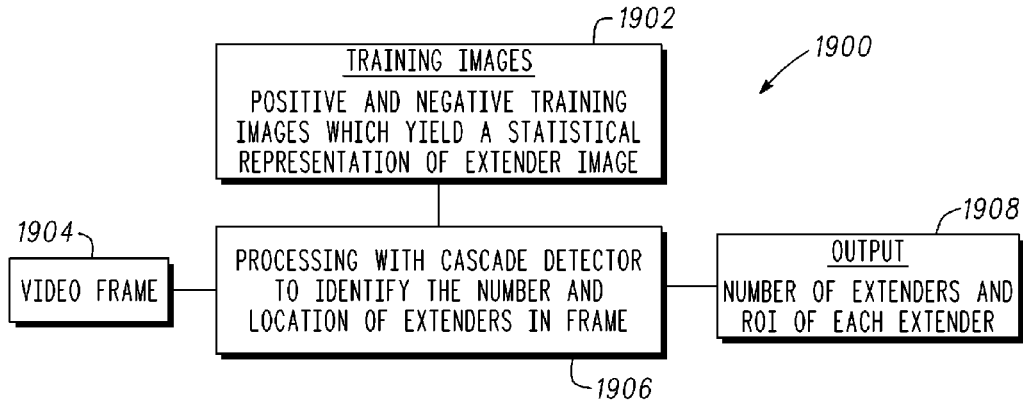 1902
1900
TRAINING IMAGES
POSITIVE AND NEGATIVE TRAINING
IMAGES WHICH YIELD A STATISTICAL
REPRESENTATION OF EXTENDER IMAGE
1904
VIDEO FRAME
PROCESSING WITH CASCADE DETECTOR
TO IDENTIFY THE NUMBER AND
LOCATION OF EXTENDERS IN FRAME
1906
1908
OUTPUT
NUMBER OF EXTENDERS AND
ROI OF EACH EXTENDER